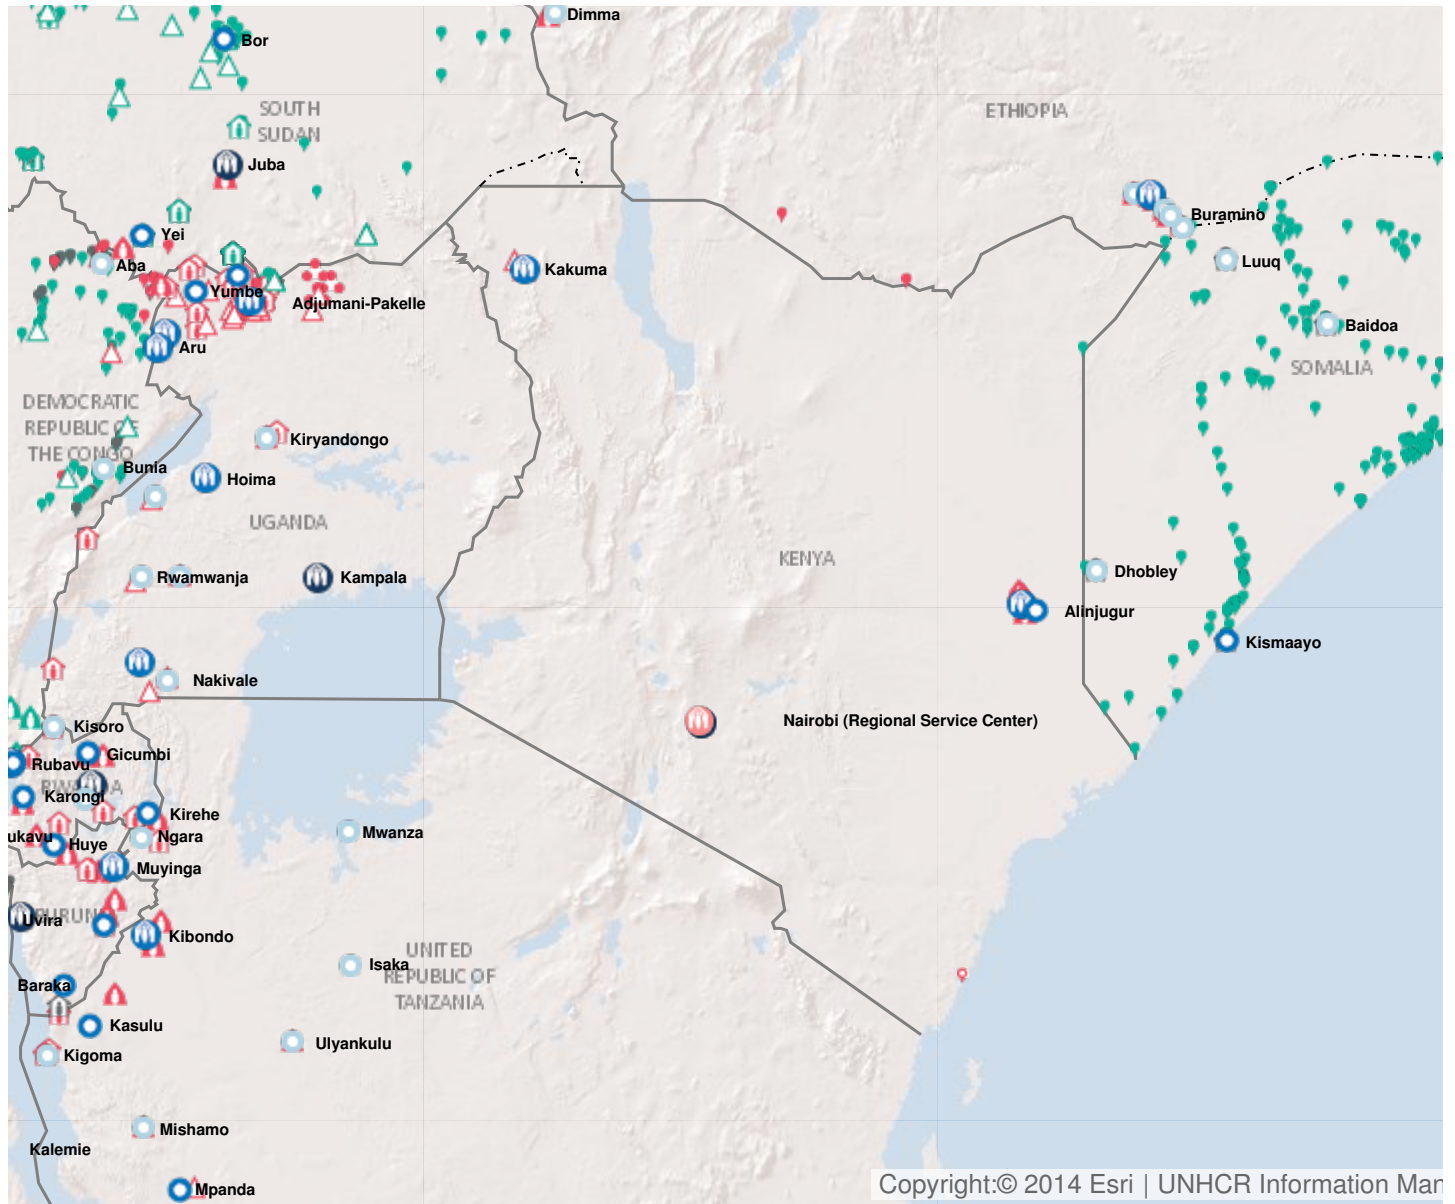 Dimma
Bor
SOUTH
SUDAN
ETHIOPIA
Juba
Yei
Buramino
Aba
Luuq
Kakuma
Yumbe
Adjumani-Pakelle
Baidoa
Aru
SOMALIA
DEMOCRATIC
REPUBLIC OF
THE CONGO
Kiryandongo
Bunia
Hoima
UGANDA
KENYA
Rwamwanja
Kampala
Dhobley
Alinjugur
Kismaayo
Nakivale
Nairobi (Regional Service Center)
Kisoro
Gicumbi
Rubavu
RWANDA
Karongi
Kirehe
ukavu
Huye
Ngara
Mwanza
Muyinga
Uvira
BURUNDI
Kibondo
UNITED
REPUBLIC OF
TANZANIA
Isaka
Baraka
Kasulu
Ulyankulu
Kigoma
Mishamo
Kalemie
Mpanda
Copyright:© 2014 Esri | UNHCR Information Man